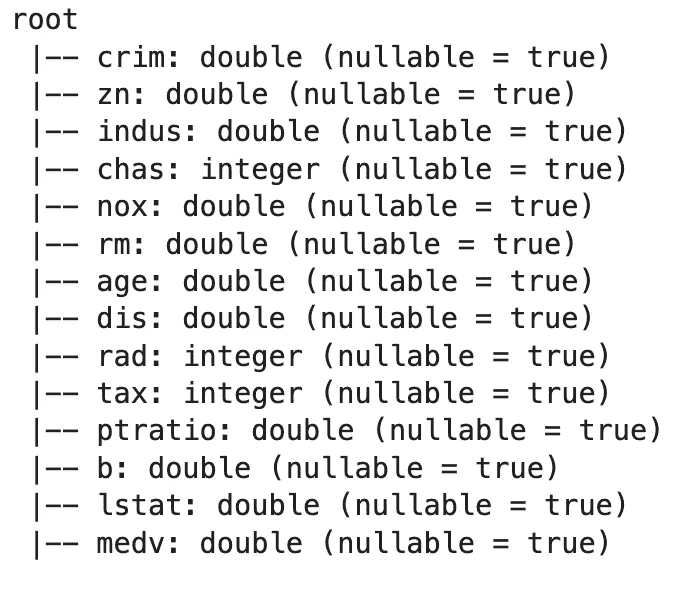 root
 |-- crim: double (nullable = true)
 |-- zn: double (nullable = true)
 |-- indus: double (nullable = true)
 |-- chas: integer (nullable = true)
 |-- nox: double (nullable = true)
 |-- rm: double (nullable = true)
 |-- age: double (nullable = true)
 |-- dis: double (nullable = true)
 |-- rad: integer (nullable = true)
 |-- tax: integer (nullable = true)
 |-- ptratio: double (nullable = true)
 |-- b: double (nullable = true)
 |-- lstat: double (nullable = true)
 |-- medv: double (nullable = true)